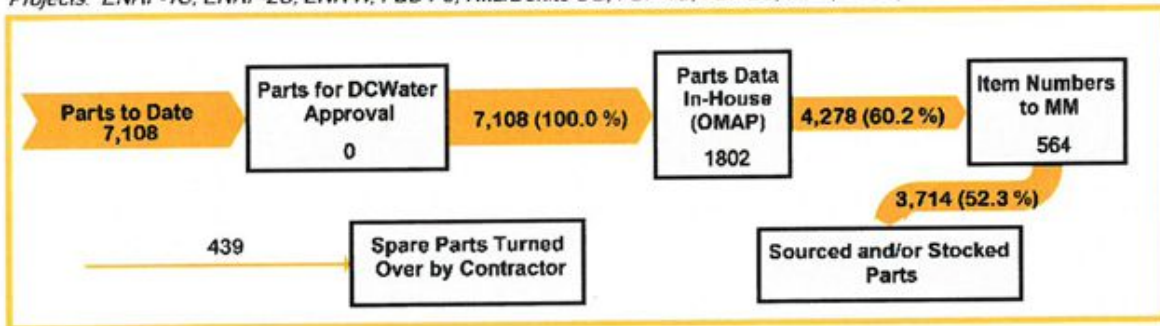 Parts to Date
7,108
Parts for DCWater
Approval
0
7,108 (100.0 %)
Parts Data
In-House
(OMAP)
1802
4,278 (60.2 %)
Item Numbers
to MM
564
3,714 (52.3 %)
439
Spare Parts Turned
Over by Contractor
Sourced and/or Stocked
Parts